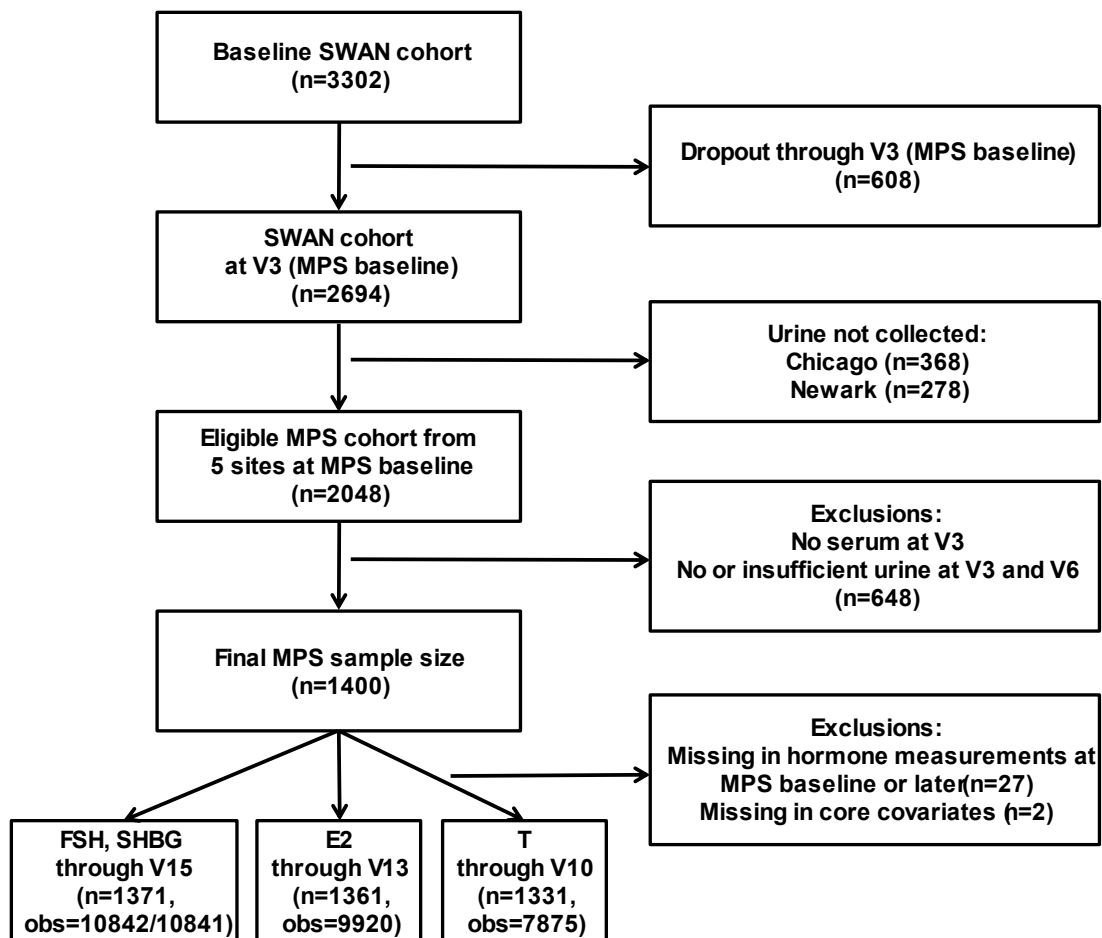 Baseline SWAN cohort
(n=3302)
Dropout through V3 (MPS baseline)
(n=608)
SWAN cohort
at V3 (MPS baseline)
(n=2694)
Urine not collected:
Chicago (n=368)
Newark (n=278)
Eligible MPS cohort from
5 sites at MPS baseline
(n=2048)
Exclusions:
No serum at V3
No or insufficient urine at V3 and V6
(n=648)
Final MPS sample size
(n=1400)
Exclusions:
Missing in hormone measurements at
MPS baseline or later(n=27)
Missing in core covariates (n=2)
FSH, SHBG
through V15
(n=1371,
obs=10842/10841)
E2
through V13
(n=1361,
obs=9920)
T
through V10
(n=1331,
obs=7875)